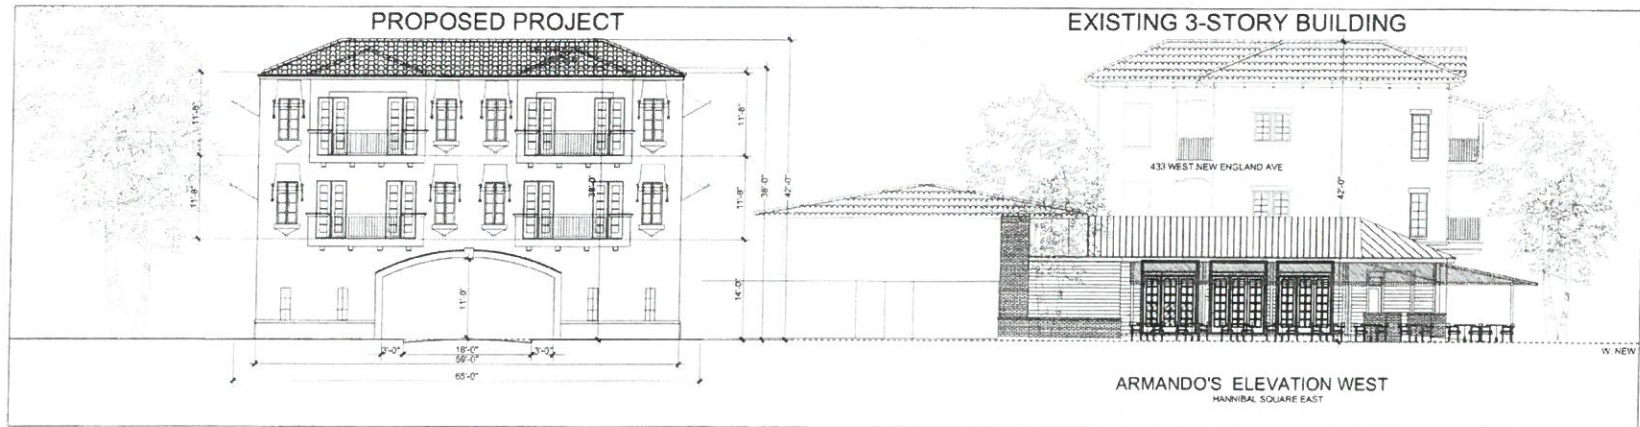 PROPOSED PROJECT
EXISTING 3-STORY BUILDING
11'-8"
11'-8"
38'-0"
11'-8"
11'-8"
14'-0"
38'-0"
42'-0"
11'-0"
3'-0"
18'-0"
3'-0"
59'-0"
65'-0"
433 WEST NEW ENGLAND AVE
42'-0"
W. NEW
ARMANDO'S ELEVATION WEST
HANNIBAL SQUARE EAST